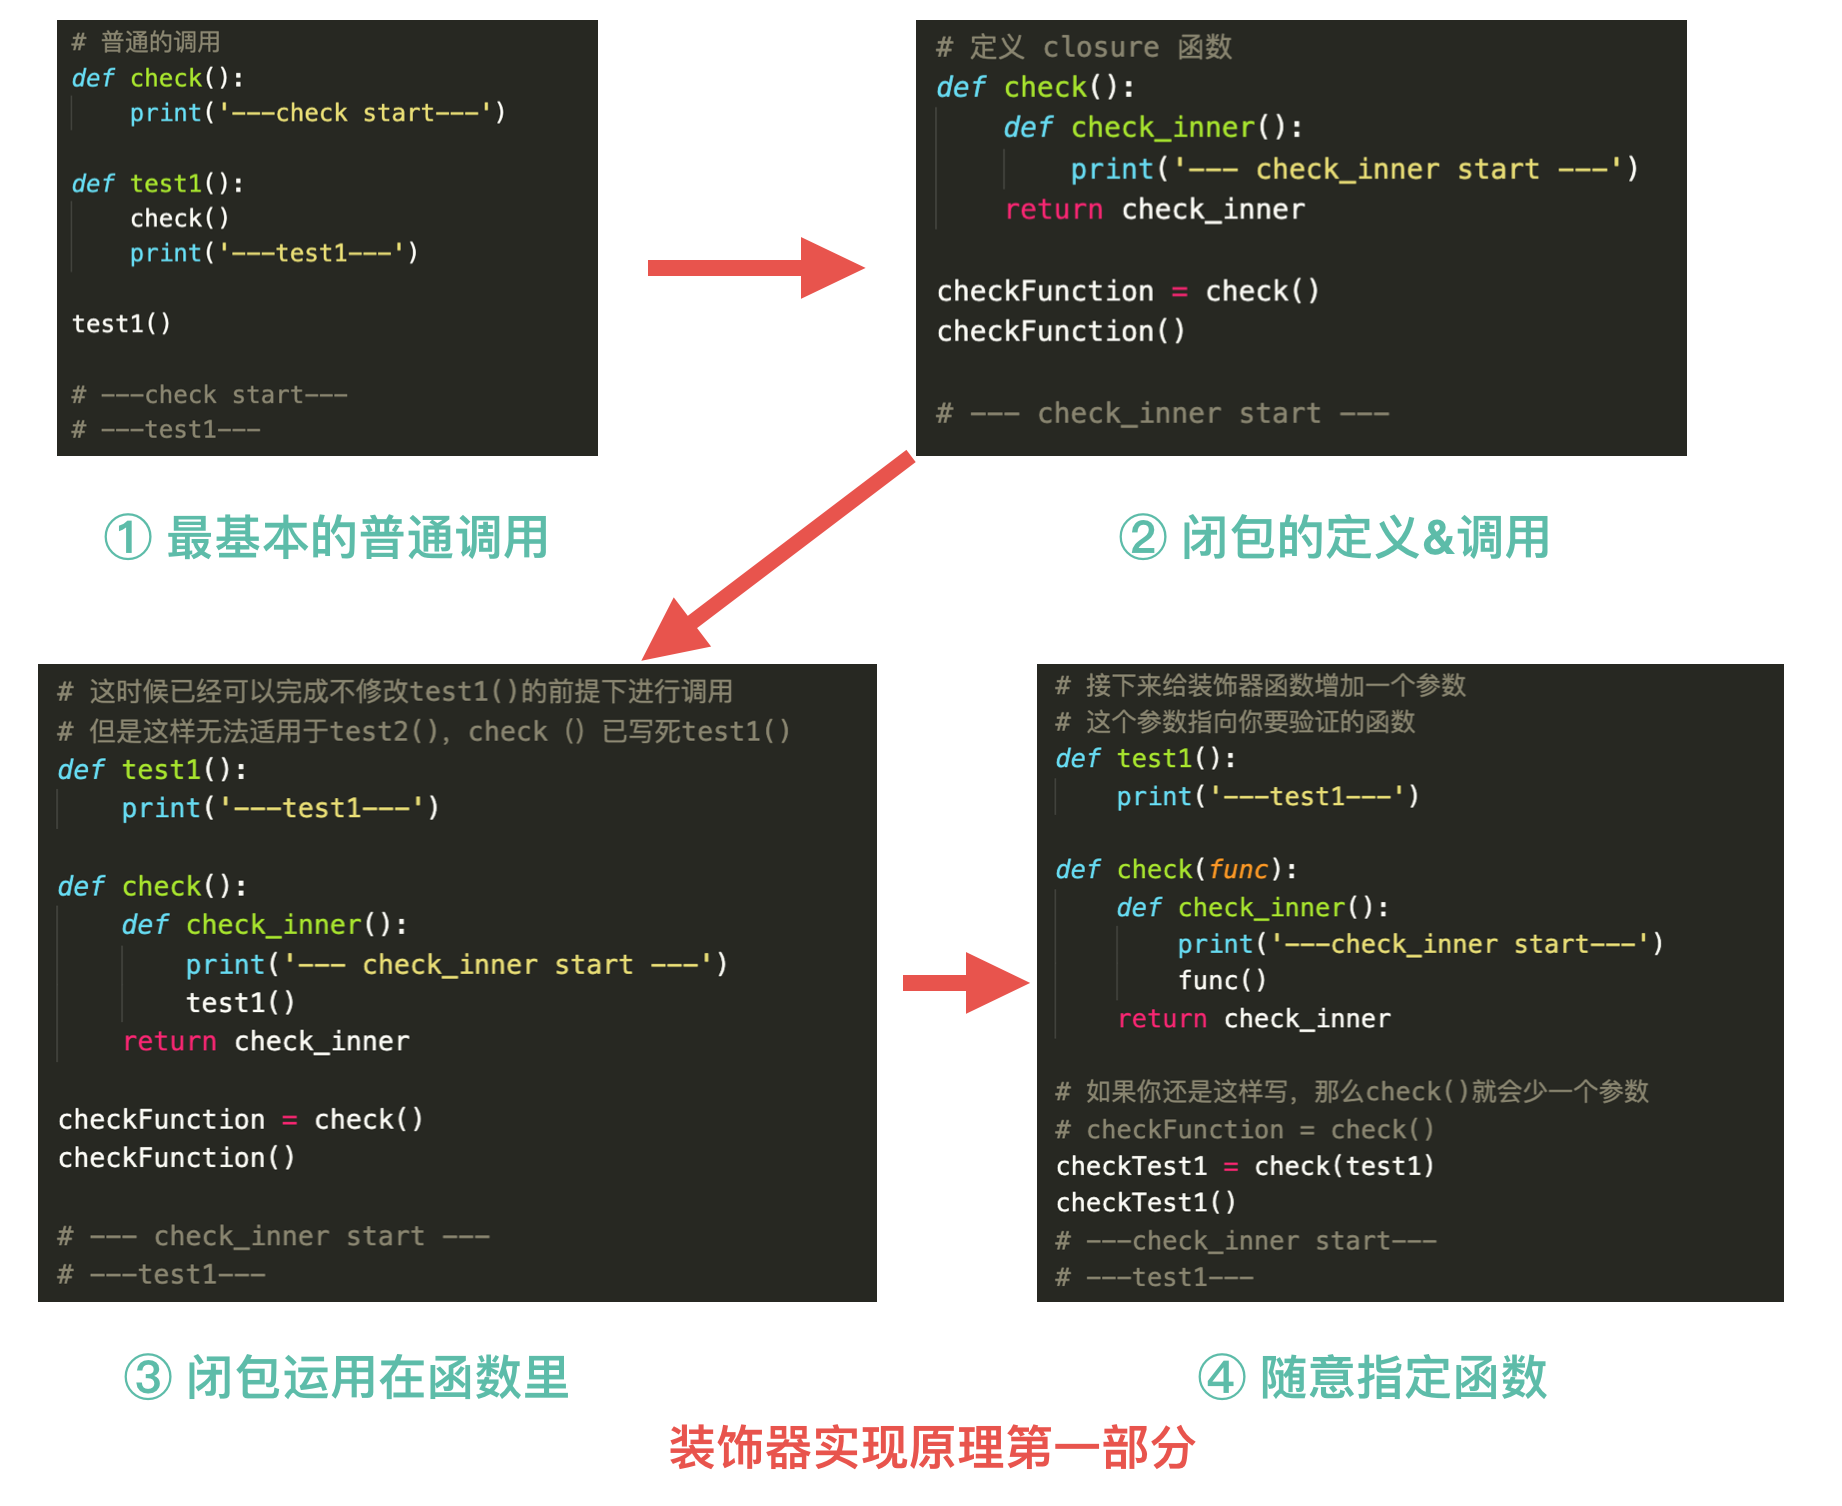 # 普通的调用
def check():
    print('---check start---')

def test1():
    check()
    print('---test1---')

test1()

# ---check start---
# ---test1---
① 最基本的普通调用
# 定义 closure 函数
def check():
    def check_inner():
        print('--- check_inner start ---')
    return check_inner

checkFunction = check()
checkFunction()

# --- check_inner start ---
② 闭包的定义&调用
# 这时候已经可以完成不修改test1()的前提下进行调用
# 但是这样无法适用于test2(), check（）已写死test1()
def test1():
    print('---test1---')

def check():
    def check_inner():
        print('--- check_inner start ---')
        test1()
    return check_inner

checkFunction = check()
checkFunction()

# --- check_inner start ---
# ---test1---
③ 闭包运用在函数里
# 接下来给装饰器函数增加一个参数
# 这个参数指向你要验证的函数
def test1():
    print('---test1---')

def check(func):
    def check_inner():
        print('---check_inner start---')
        func()
    return check_inner

# 如果你还是这样写，那么check()就会少一个参数
# checkFunction = check()
checkTest1 = check(test1)
checkTest1()
# ---check_inner start---
# ---test1---
④ 随意指定函数
装饰器实现原理第一部分